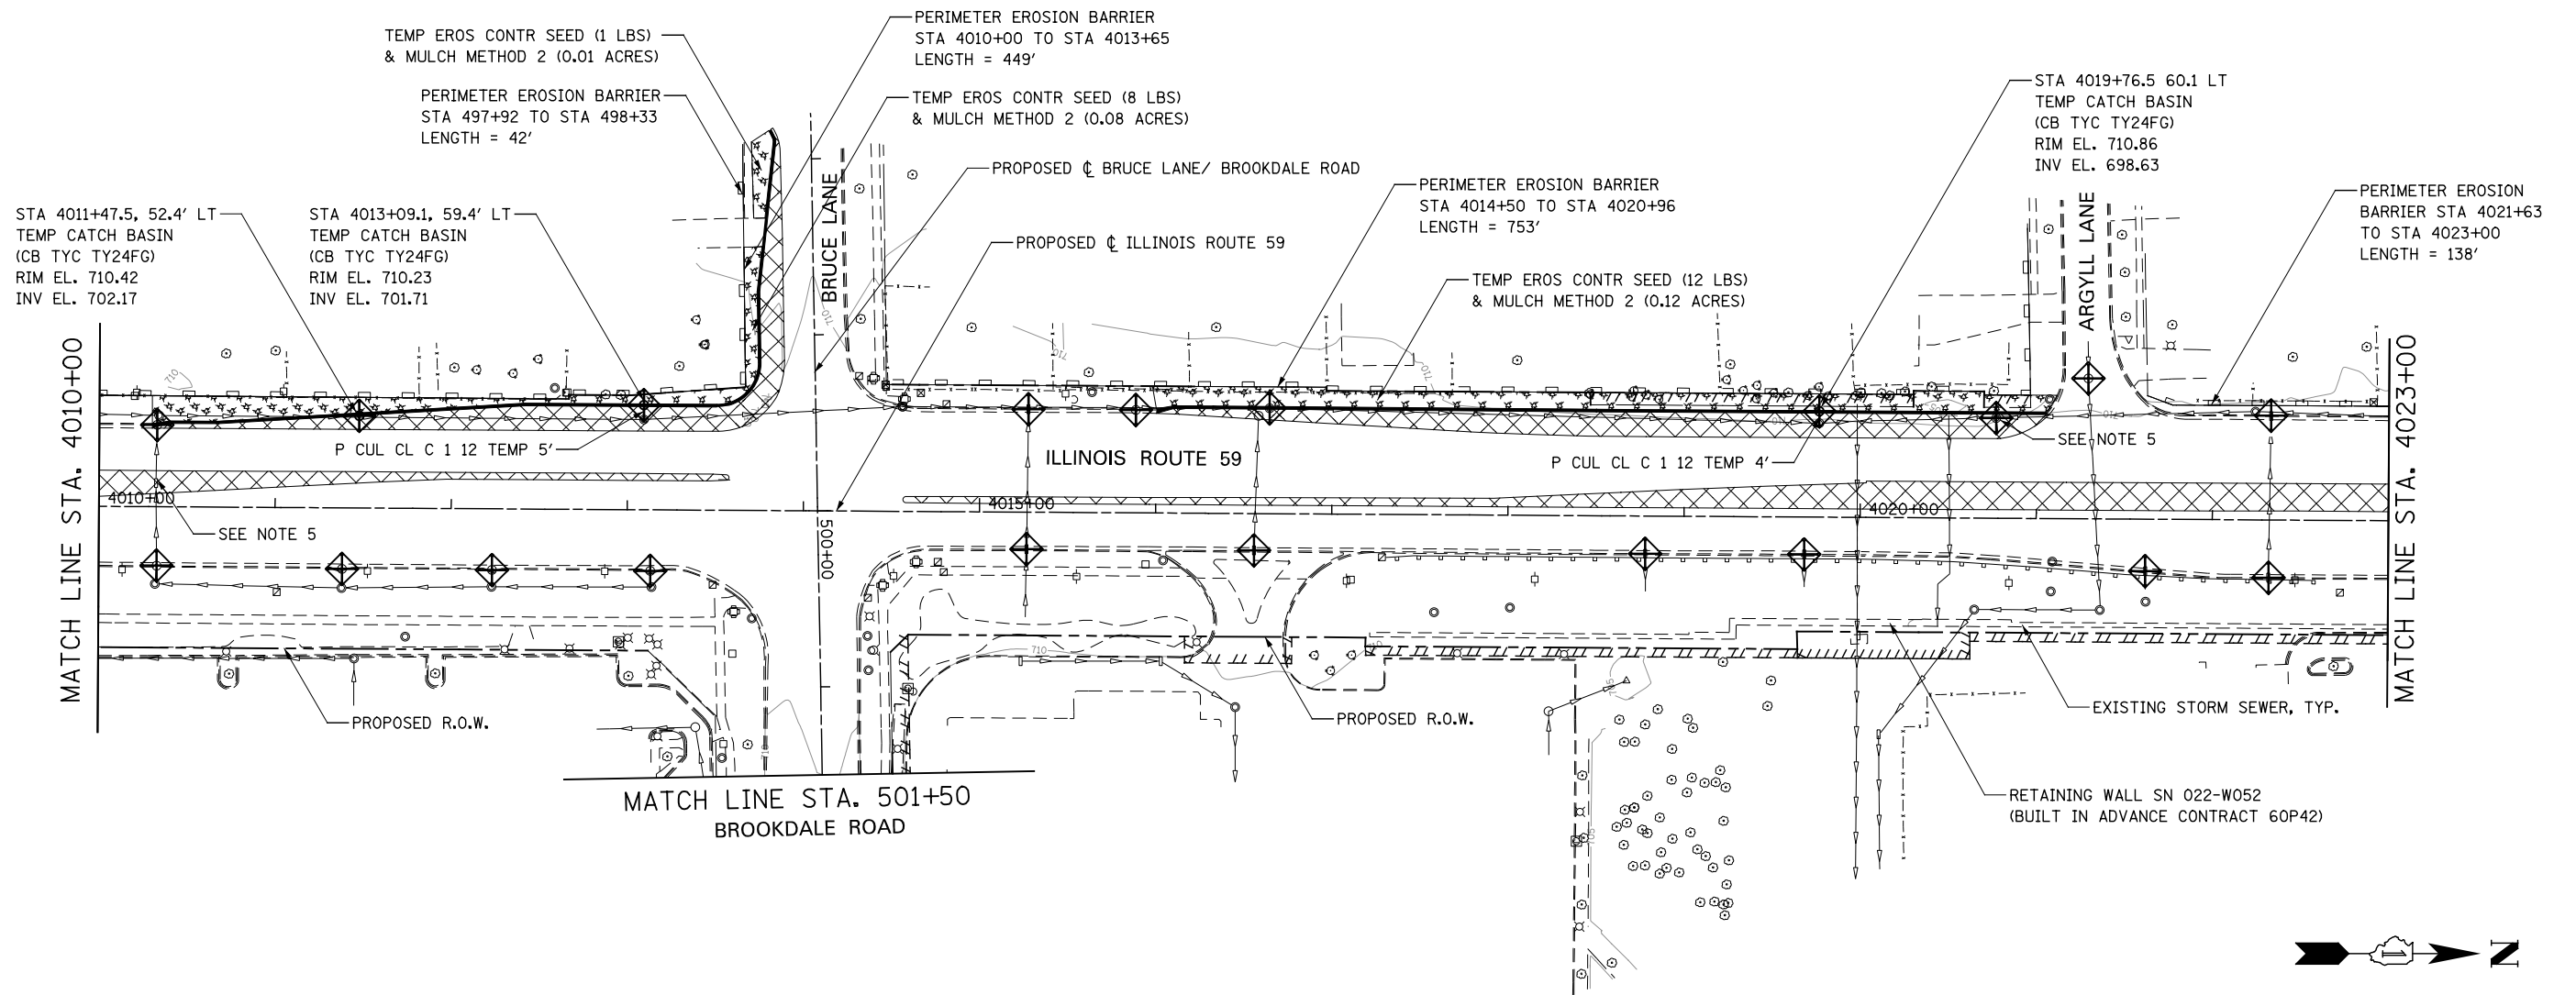 TEMP EROS CONTR SEED (1 LBS)
& MULCH METHOD 2 (0.01 ACRES)
PERIMETER EROSION BARRIER
STA 4010+00 TO STA 4013+65
LENGTH = 449'
PERIMETER EROSION BARRIER
STA 497+92 TO STA 498+33
LENGTH = 42'
TEMP EROS CONTR SEED (8 LBS)
& MULCH METHOD 2 (0.08 ACRES)
STA 4019+76.5 60.1 LT
TEMP CATCH BASIN
(CB TYC TY24FG)
RIM EL. 710.86
INV EL. 698.63
PROPOSED ℄ BRUCE LANE/ BROOKDALE ROAD
PERIMETER EROSION BARRIER
STA 4014+50 TO STA 4020+96
LENGTH = 753'
PERIMETER EROSION
BARRIER STA 4021+63
TO STA 4023+00
LENGTH = 138'
STA 4011+47.5, 52.4' LT
TEMP CATCH BASIN
(CB TYC TY24FG)
RIM EL. 710.42
INV EL. 702.17
STA 4013+09.1, 59.4' LT
TEMP CATCH BASIN
(CB TYC TY24FG)
RIM EL. 710.23
INV EL. 701.71
BRUCE LANE
ARGYLL LANE
PROPOSED ℄ ILLINOIS ROUTE 59
TEMP EROS CONTR SEED (12 LBS)
& MULCH METHOD 2 (0.12 ACRES)
710
710
710
710
MATCH LINE STA. 4010+00
MATCH LINE STA. 4023+00
P CUL CL C 1 12 TEMP 5'
ILLINOIS ROUTE 59
P CUL CL C 1 12 TEMP 4'
SEE NOTE 5
4010+00
4015+00
4020+00
SEE NOTE 5
500+00
710
710
705
705
PROPOSED R.O.W.
PROPOSED R.O.W.
EXISTING STORM SEWER, TYP.
MATCH LINE STA. 501+50
BROOKDALE ROAD
RETAINING WALL SN 022-W052
(BUILT IN ADVANCE CONTRACT 60P42)
N